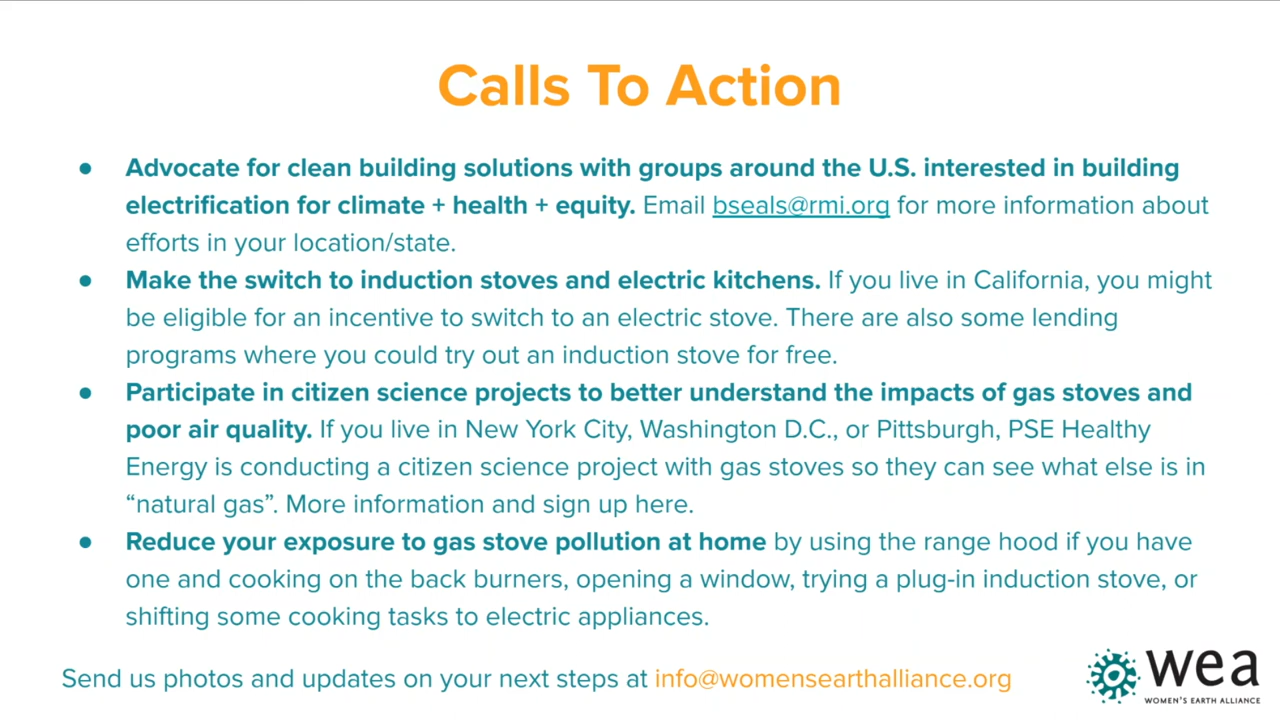 Calls To Action
● Advocate for clean building solutions with groups around the U.S. interested in building
electrification for climate + health + equity. Email bseals@rmi.org for more information about
efforts in your location/state.
● Make the switch to induction stoves and electric kitchens. If you live in California, you might
be eligible for an incentive to switch to an electric stove. There are also some lending
programs where you could try out an induction stove for free.
● Participate in citizen science projects to better understand the impacts of gas stoves and
poor air quality. If you live in New York City, Washington D.C., or Pittsburgh, PSE Healthy
Energy is conducting a citizen science project with gas stoves so they can see what else is in
“natural gas”. More information and sign up here.
● Reduce your exposure to gas stove pollution at home by using the range hood if you have
one and cooking on the back burners, opening a window, trying a plug-in induction stove, or
shifting some cooking tasks to electric appliances.
Send us photos and updates on your next steps at info@womensearthalliance.org
wea
WOMEN'S EARTH ALLIANCE